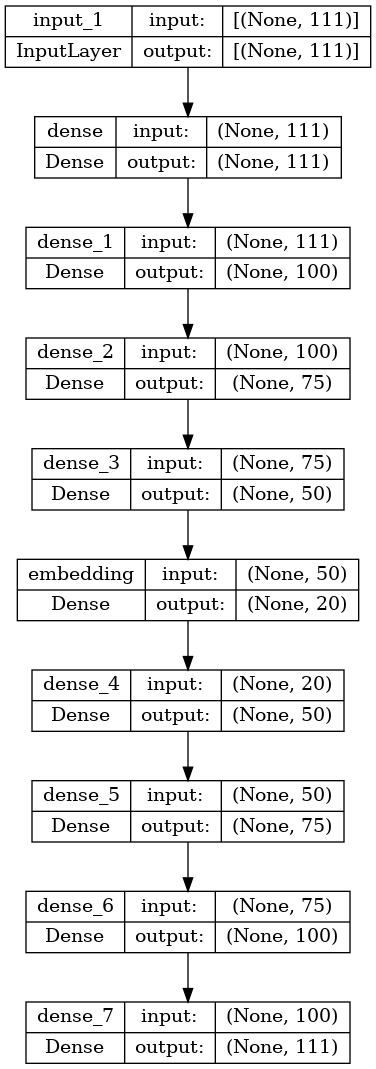 input_1 input: [(None, 111)]
InputLayer output: [(None, 111)]
dense input: (None, 111)
Dense output: (None, 111)
dense_1 input: (None, 111)
Dense output: (None, 100)
dense_2 input: (None, 100)
Dense output: (None, 75)
dense_3 input: (None, 75)
Dense output: (None, 50)
embedding input: (None, 50)
Dense output: (None, 20)
dense_4 input: (None, 20)
Dense output: (None, 50)
dense_5 input: (None, 50)
Dense output: (None, 75)
dense_6 input: (None, 75)
Dense output: (None, 100)
dense_7 input: (None, 100)
Dense output: (None, 111)